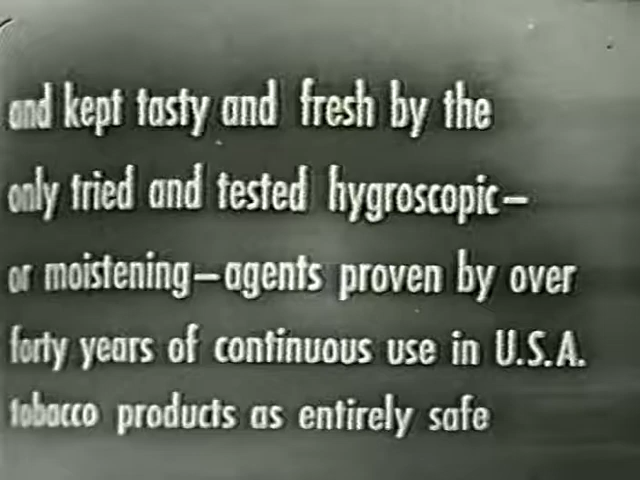 and kept tasty and fresh by the
only tried and tested hygroscopic—
or moistening—agents proven by over
forty years of continuous use in U.S.A.
tobacco products as entirely safe